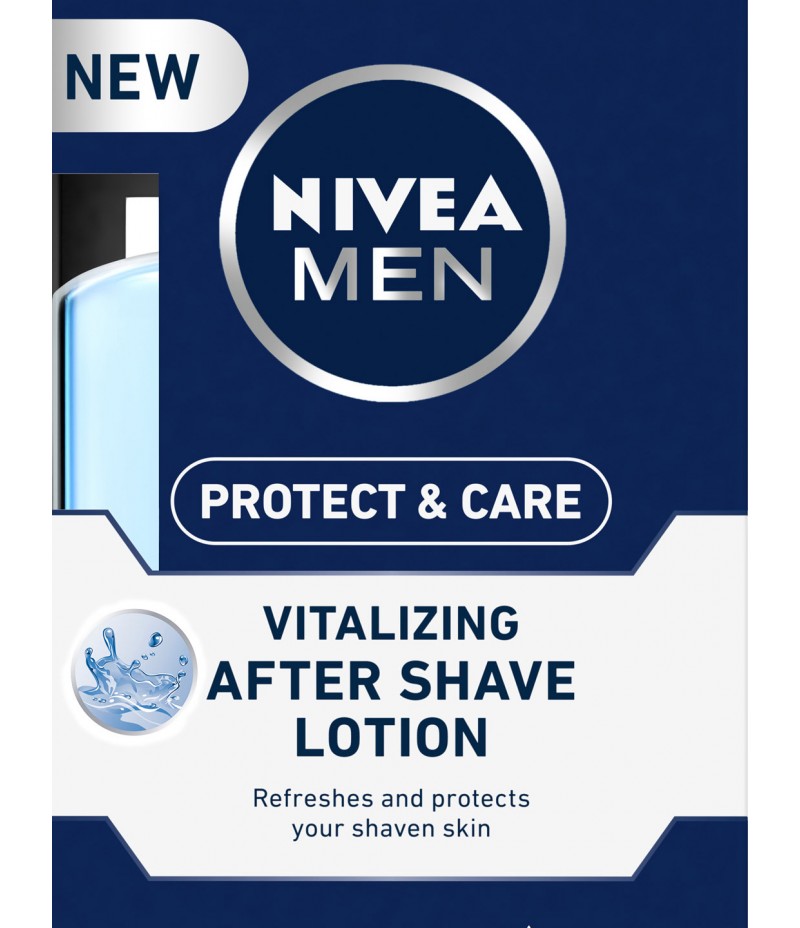 NEW
NIVEA
MEN
PROTECT & CARE
VITALIZING
AFTER SHAVE
LOTION
Refreshes and protects
your shaven skin